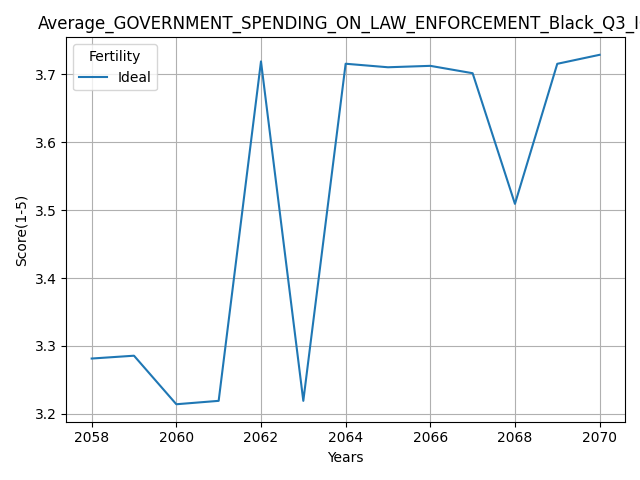 Average_GOVERNMENT_SPENDING_ON_LAW_ENFORCEMENT_Black_Q3_I
Fertility
Ideal
3.7
3.6
3.5
3.4
3.3
3.2
Score(1-5)
2058 2060 2062 2064 2066 2068 2070
Years